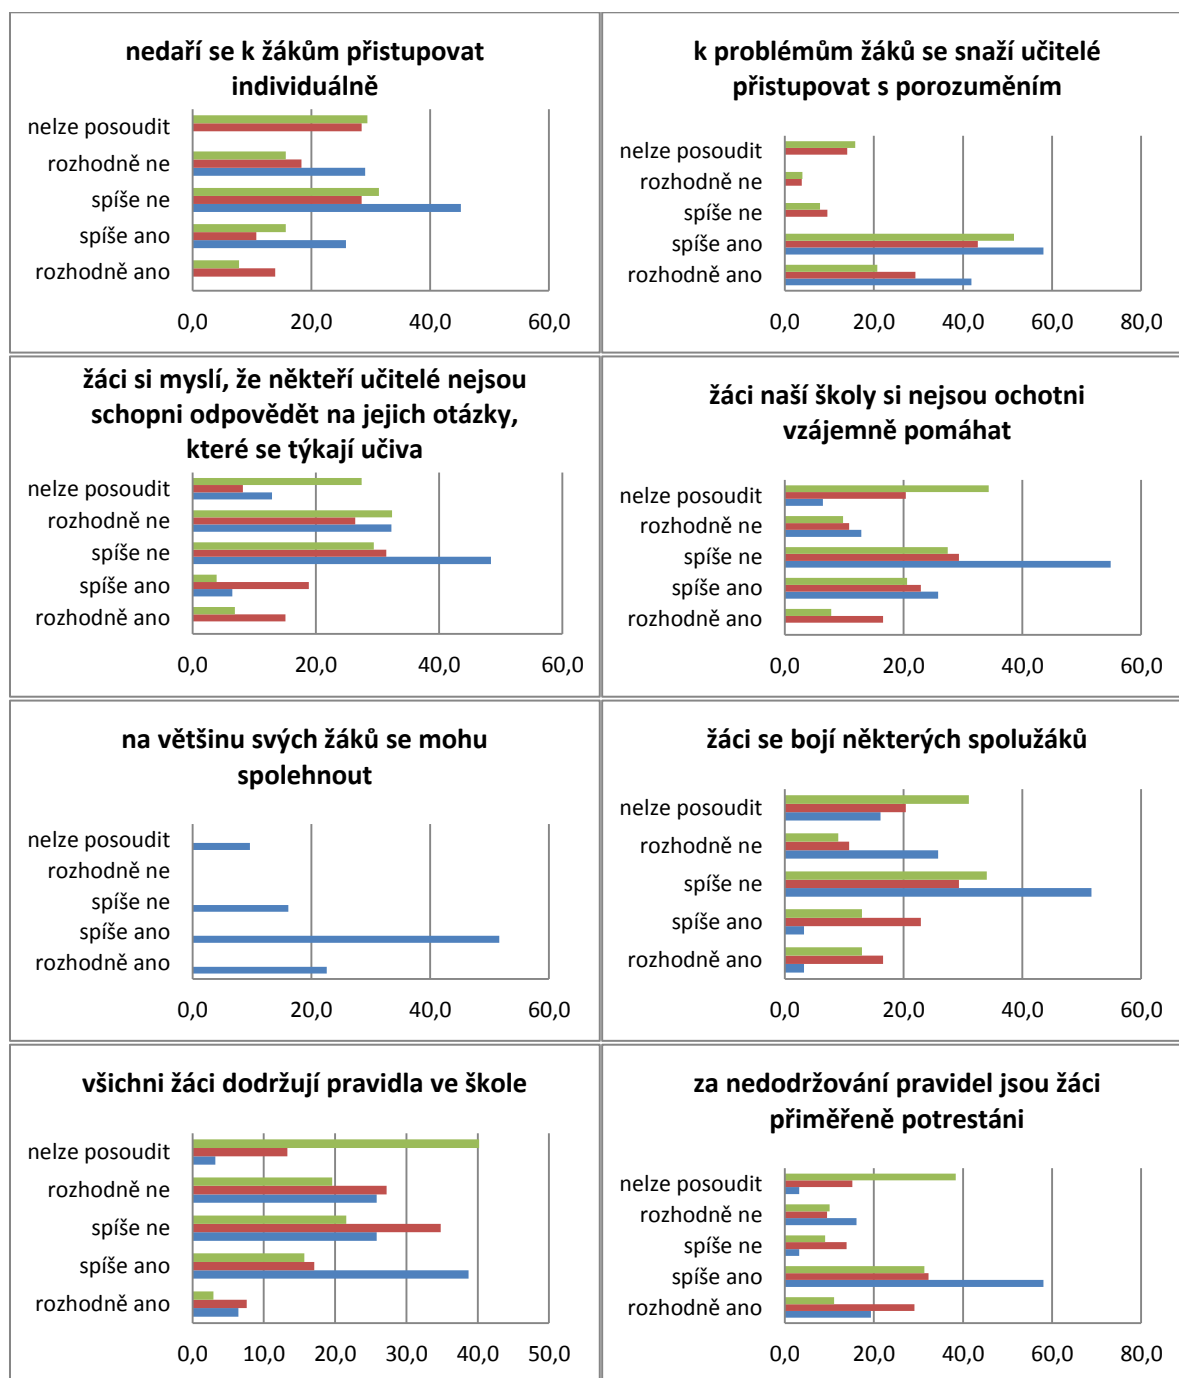 nedaří se k žákům přistupovat
individuálně
nelze posoudit
rozhodně ne
spíše ne
spíše ano
rozhodně ano
0,0 20,0 40,0 60,0
k problémům žáků se snaží učitelé
přistupovat s porozuměním
nelze posoudit
rozhodně ne
spíše ne
spíše ano
rozhodně ano
0,0 20,0 40,0 60,0 80,0
žáci si myslí, že někteří učitelé nejsou
schopni odpovědět na jejich otázky,
které se týkají učiva
nelze posoudit
rozhodně ne
spíše ne
spíše ano
rozhodně ano
0,0 20,0 40,0 60,0
žáci naší školy si nejsou ochotni
vzájemně pomáhat
nelze posoudit
rozhodně ne
spíše ne
spíše ano
rozhodně ano
0,0 20,0 40,0 60,0
na většinu svých žáků se mohu
spolehnout
nelze posoudit
rozhodně ne
spíše ne
spíše ano
rozhodně ano
0,0 20,0 40,0 60,0
žáci se bojí některých spolužáků
nelze posoudit
rozhodně ne
spíše ne
spíše ano
rozhodně ano
0,0 20,0 40,0 60,0
všichni žáci dodržují pravidla ve škole
nelze posoudit
rozhodně ne
spíše ne
spíše ano
rozhodně ano
0,0 10,0 20,0 30,0 40,0 50,0
za nedodržování pravidel jsou žáci
přiměřeně potrestáni
nelze posoudit
rozhodně ne
spíše ne
spíše ano
rozhodně ano
0,0 20,0 40,0 60,0 80,0